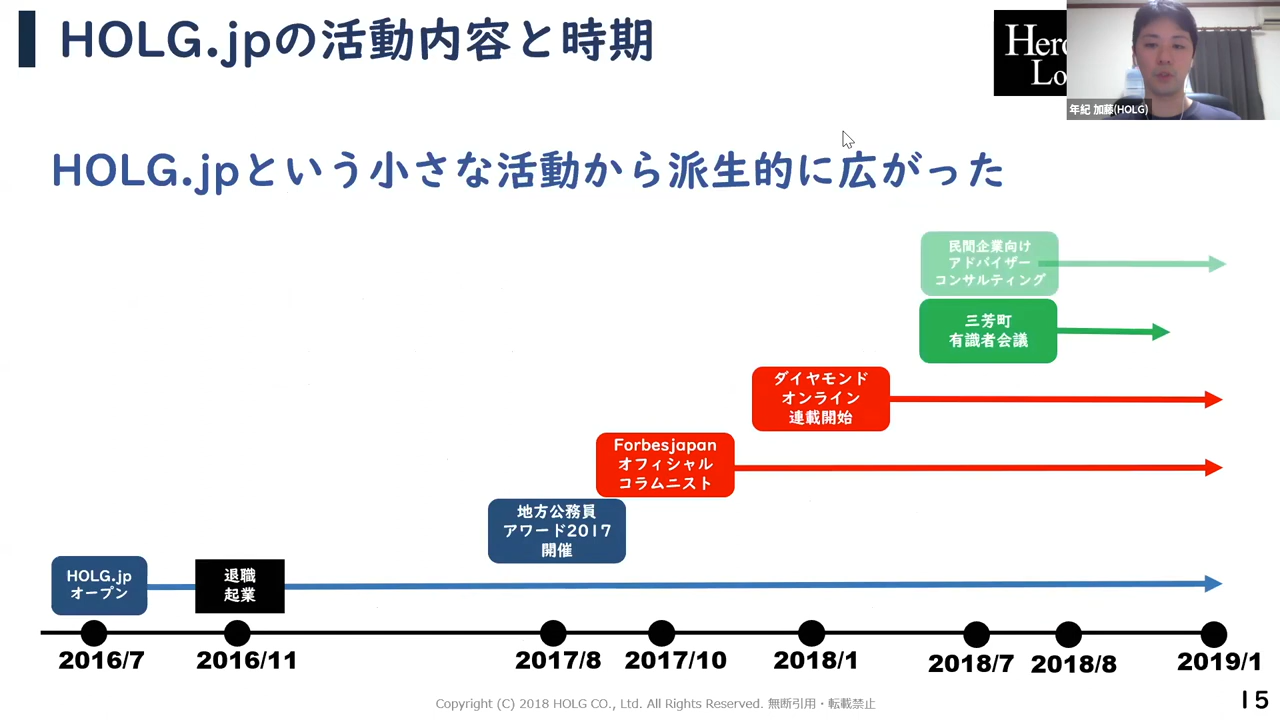 HOLG.jpの活動内容と時期
Hero
Lo
年紀 加藤(HOLG)
HOLG.jpという小さな活動から派生的に広がった
民間企業向け
アドバイザー
コンサルティング
三芳町
有識者会議
ダイヤモンド
オンライン
連載開始
Forbesjapan
オフィシャル
コラムニスト
地方公務員
アワード2017
開催
HOLG.jp
オープン
退職
起業
2016/7
2016/11
2017/8
2017/10
2018/1
2018/7
2018/8
2019/1
Copyright (C) 2018 HOLG CO., Ltd. All Rights Reserved. 無断引用・転載禁止
15